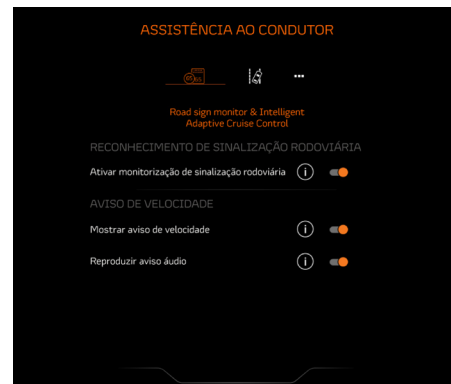 ASSISTÊNCIA AO CONDUTOR
Road sign monitor & Intelligent
Adaptive Cruise Control
RECONHECIMENTO DE SINALIZAÇÃO RODOVIÁRIA
Ativar monitorização de sinalização rodoviária
AVISO DE VELOCIDADE
Mostrar aviso de velocidade
Reproduzir aviso áudio